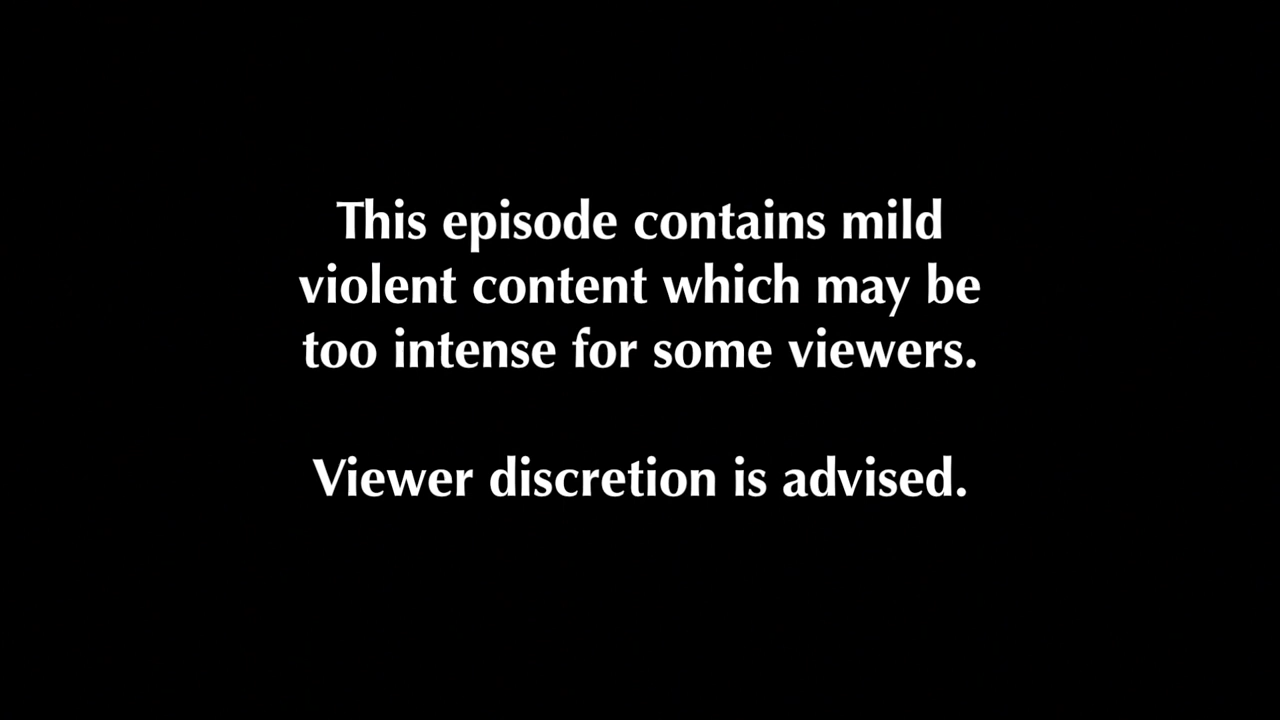 This episode contains mild
violent content which may be
too intense for some viewers.
Viewer discretion is advised.